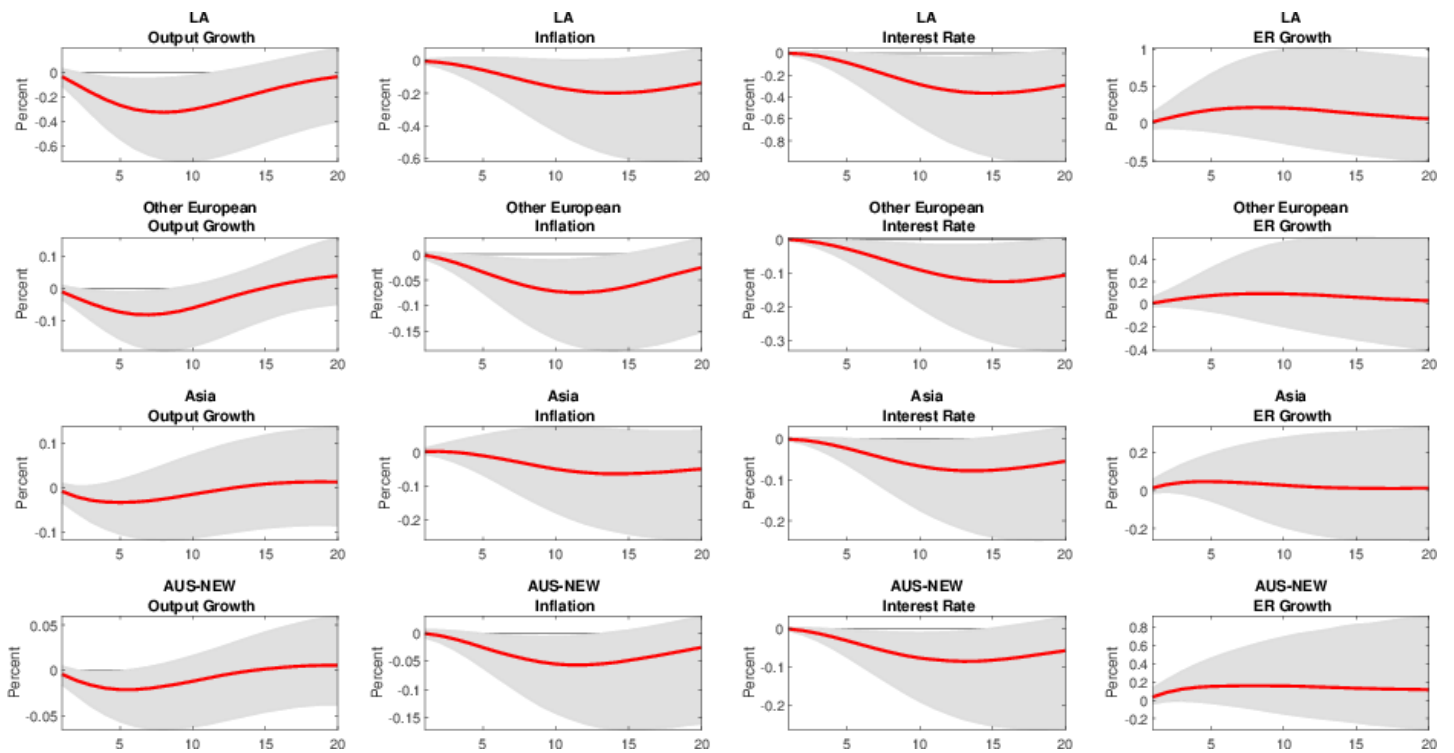 LA
Output Growth
LA
Inflation
LA
Interest Rate
LA
ER Growth
Percent
0
-0.2
-0.4
-0.6
5
10
15
20
Percent
0
-0.2
-0.4
-0.6
5
10
15
20
Percent
0
-0.2
-0.4
-0.6
-0.8
5
10
15
20
Percent
1
0.5
0
-0.5
5
10
15
20
Other European
Output Growth
Other European
Inflation
Other European
Interest Rate
Other European
ER Growth
Percent
0.1
0
-0.1
5
10
15
20
Percent
0
-0.05
-0.1
-0.15
5
10
15
20
Percent
0
-0.1
-0.2
-0.3
5
10
15
20
Percent
0.4
0.2
0
-0.2
-0.4
5
10
15
20
Asia
Output Growth
Asia
Inflation
Asia
Interest Rate
Asia
ER Growth
Percent
0.1
0
-0.1
5
10
15
20
Percent
0
-0.1
-0.2
5
10
15
20
Percent
0
-0.1
-0.2
5
10
15
20
Percent
0.2
0
-0.2
5
10
15
20
AUS-NEW
Output Growth
AUS-NEW
Inflation
AUS-NEW
Interest Rate
AUS-NEW
ER Growth
Percent
0.05
0
-0.05
5
10
15
20
Percent
0
-0.05
-0.1
-0.15
5
10
15
20
Percent
0
-0.1
-0.2
5
10
15
20
Percent
0.8
0.6
0.4
0.2
0
-0.2
5
10
15
20